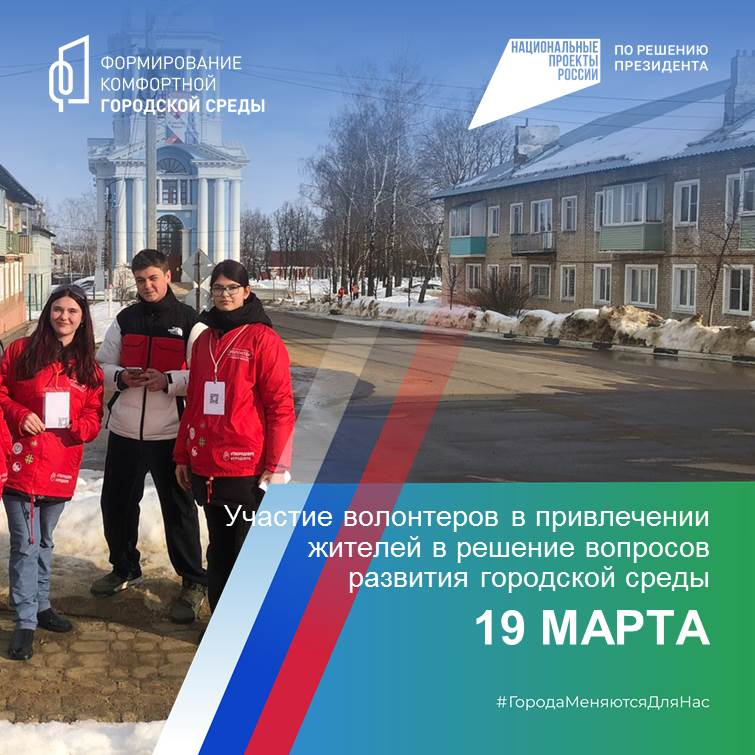 ФОРМИРОВАНИЕ
КОМФОРТНОЙ
ГОРОДСКОЙ СРЕДЫ
НАЦИОНАЛЬНЫЕ
ПРОЕКТЫ
РОССИИ
ПО РЕШЕНИЮ
ПРЕЗИДЕНТА
Участие волонтеров в привлечении
жителей в решение вопросов
развития городской среды
19 МАРТА
#ГородаМеняютсяДляНас